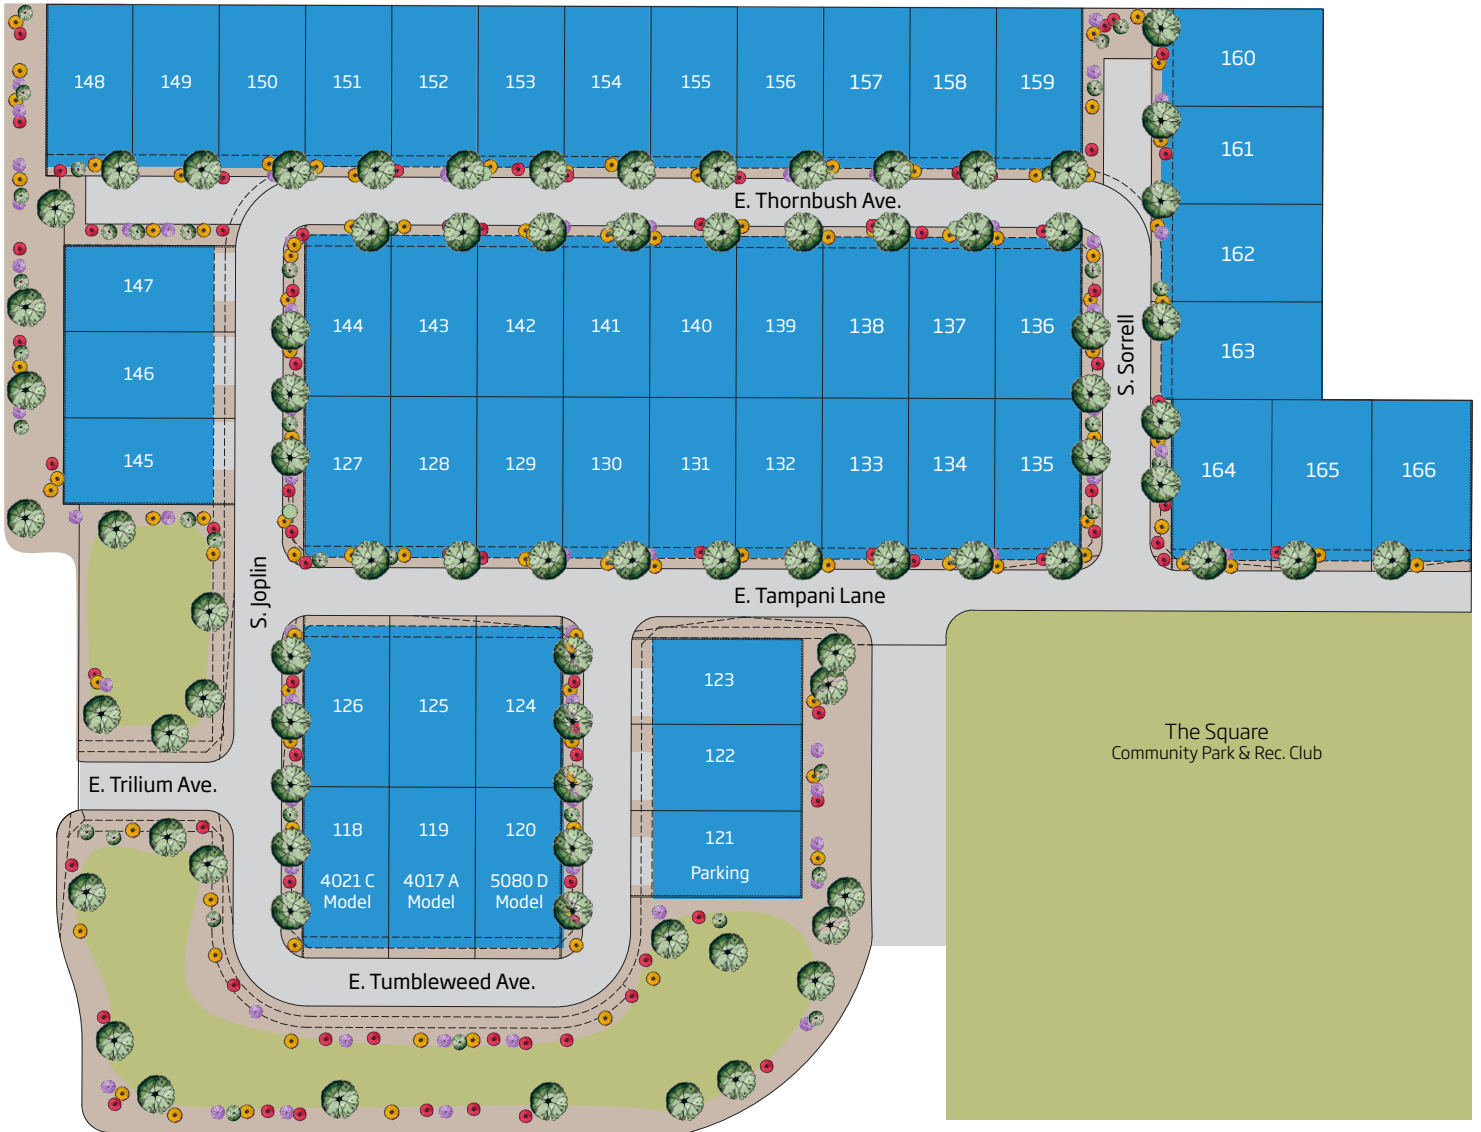 148 149 150 151 152 153 154 155 156 157 158 159
160
161
E. Thornbush Ave.
162
147
144 143 142 141 140 139 138 137 136
S. Sorrell
163
146
145
127 128 129 130 131 132 133 134 135
164 165 166
S. Joplin
E. Tampani Lane
123
126 125 124
The Square
Community Park & Rec. Club
122
E. Trilium Ave.
118 119 120
121
Parking
4021 C
Model
4017 A
Model
5080 D
Model
E. Tumbleweed Ave.